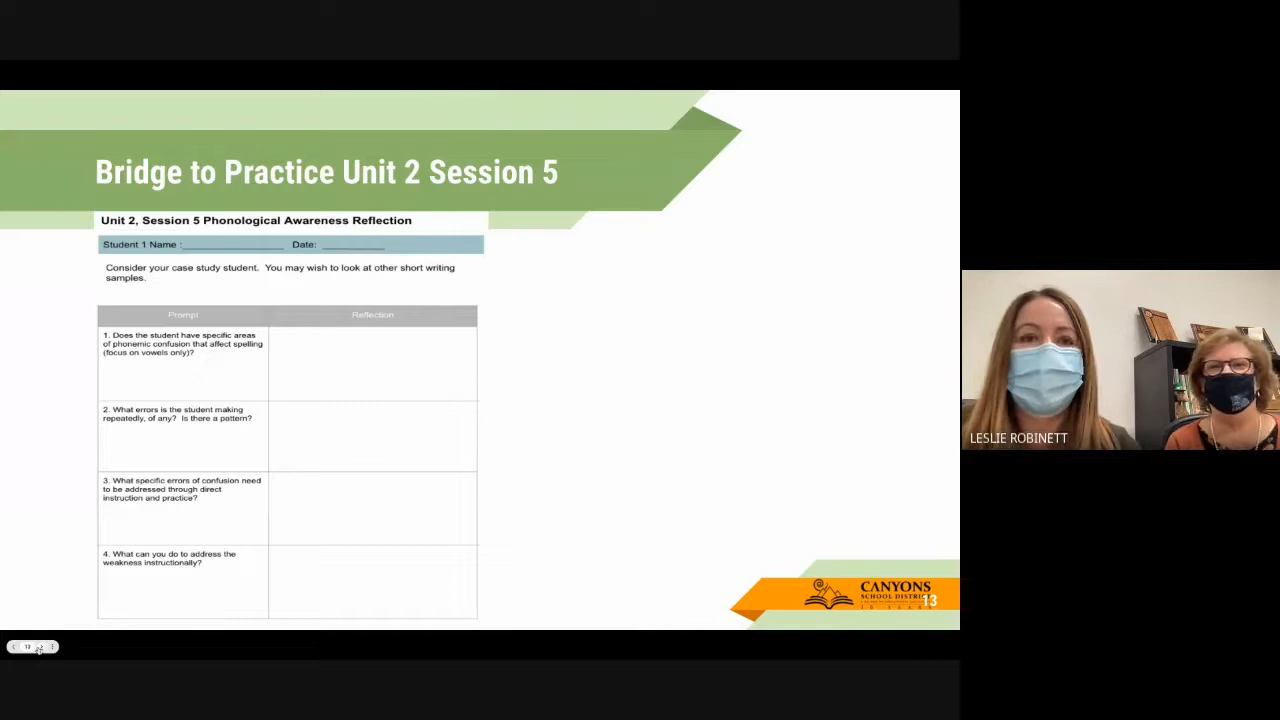 Bridge to Practice Unit 2 Session 5
Unit 2, Session 5 Phonological Awareness Reflection
Student 1 Name :____________________ Date: ____________
Consider your case study student. You may wish to look at other short writing
samples.
Prompt Reflection
1. Does the student have specific areas
of phonemic confusion that affect spelling
(focus on vowels only)?
2. What errors is the student making
repeatedly, of any? Is there a pattern?
3. What specific errors of confusion need
to be addressed through direct
instruction and practice?
4. What can you do to address the
weakness instructionally?
CANYONS
SCHOOL DISTRICT
13
LESLIE ROBINETT